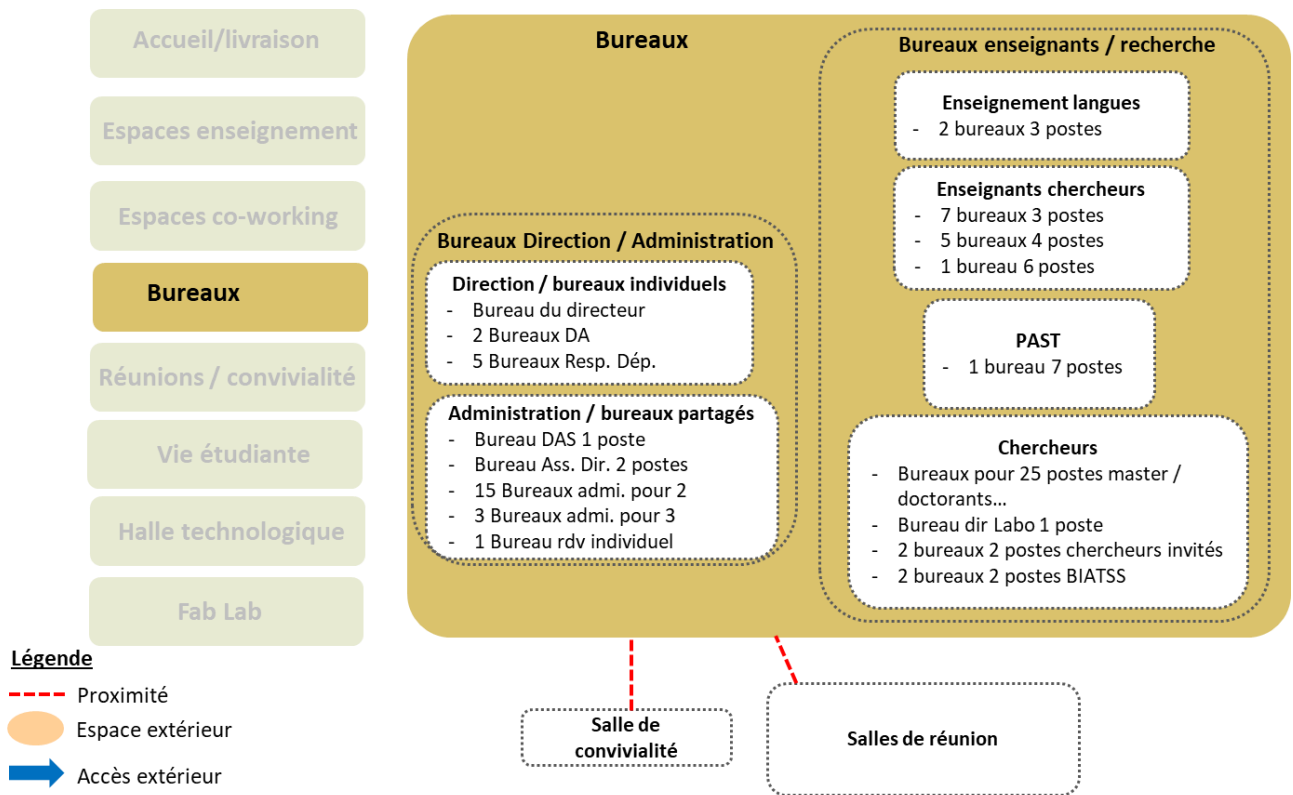 Accueil/livraison
Espaces enseignement
Espaces co-working
Bureaux
Réunions / convivialité
Vie étudiante
Halle technologique
Fab Lab
Légende
Proximité
Espace extérieur
Accès extérieur
Bureaux
Bureaux Direction / Administration
Direction / bureaux individuels
- Bureau du directeur
- 2 Bureaux DA
- 5 Bureaux Resp. Dép.
Administration / bureaux partagés
- Bureau DAS 1 poste
- Bureau Ass. Dir. 2 postes
- 15 Bureaux admi. pour 2
- 3 Bureaux admi. pour 3
- 1 Bureau rdv individuel
Bureaux enseignants / recherche
Enseignement langues
- 2 bureaux 3 postes
Enseignants chercheurs
- 7 bureaux 3 postes
- 5 bureaux 4 postes
- 1 bureau 6 postes
PAST
- 1 bureau 7 postes
Chercheurs
- Bureaux pour 25 postes master /
doctorants...
- Bureau dir Labo 1 poste
- 2 bureaux 2 postes chercheurs invités
- 2 bureaux 2 postes BIATSS
Salle de
convivialité
Salles de réunion